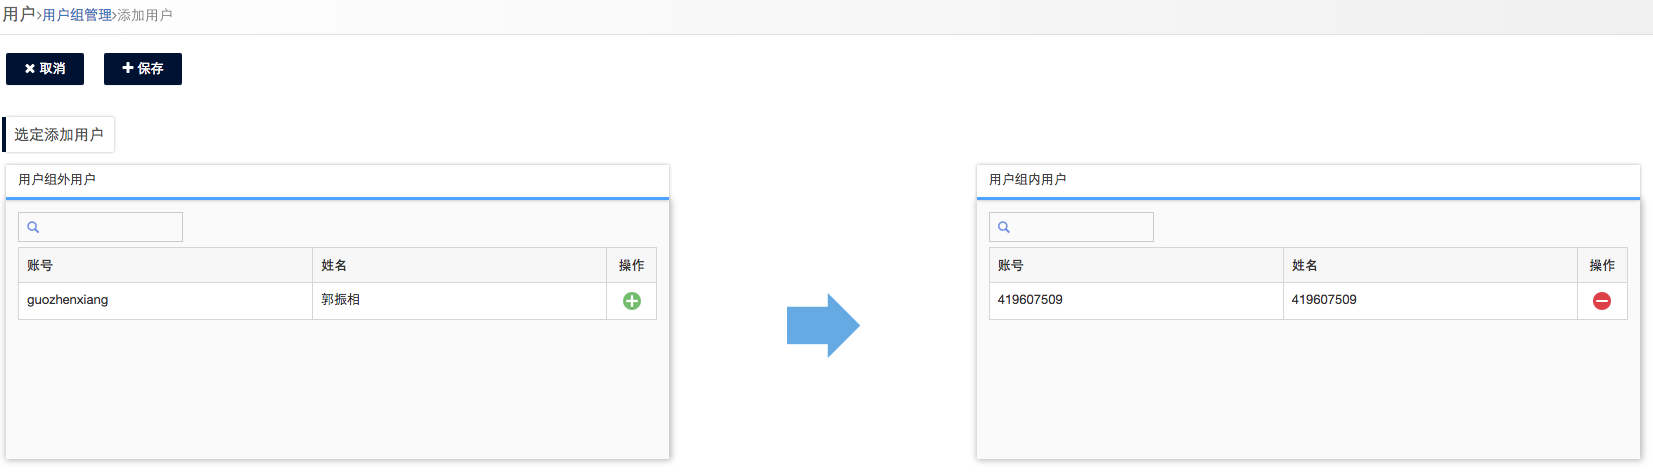 用户>用户组管理>添加用户
取消 保存
选定添加用户
用户组外用户
账号 姓名 操作
guozhenxiang 郭振相
用户组内用户
账号 姓名 操作
419607509 419607509